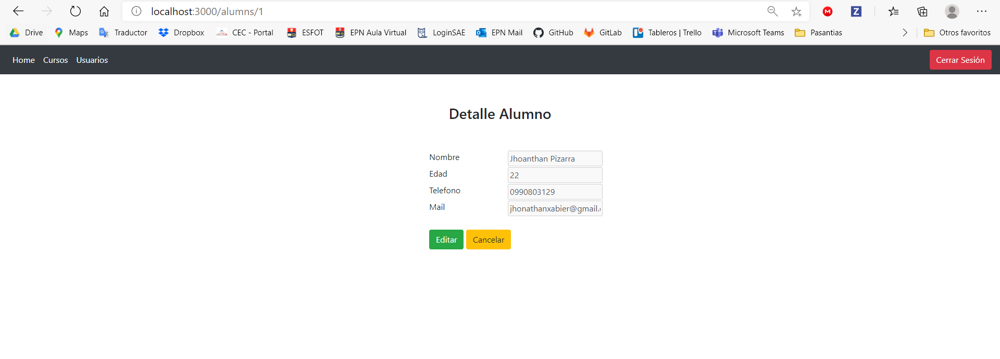 localhost:3000/alumns/1
M
Z
Drive Maps Traductor Dropbox CEC - Portal ESFOT EPN Aula Virtual LoginSAE EPN Mail GitHub GitLab Tableros | Trello Microsoft Teams Pasantias Otros favoritos
Home Cursos Usuarios Cerrar Sesión
Detalle Alumno
Nombre Jhoanthan Pizarra
Edad 22
Telefono 0990803129
Mail jhonathanxabier@gmail.
Editar Cancelar